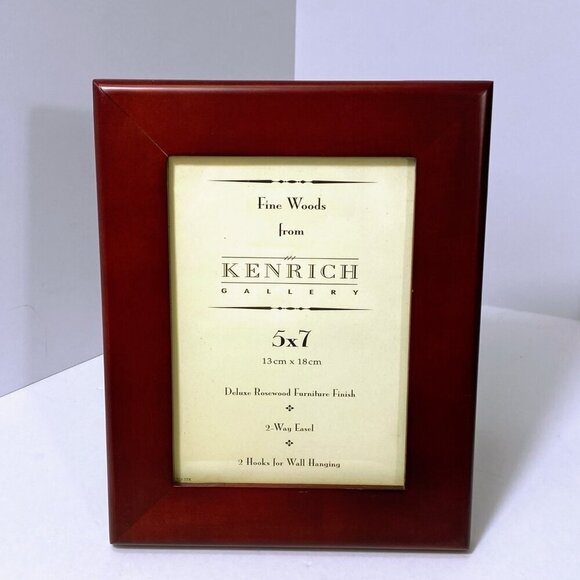 Fine Woods
from
KENRICH
GALLERY
5x7
13cm x 18cm
Deluxe Rosewood Furniture Finish
2-Way Easel
2 Hooks for Wall Hanging